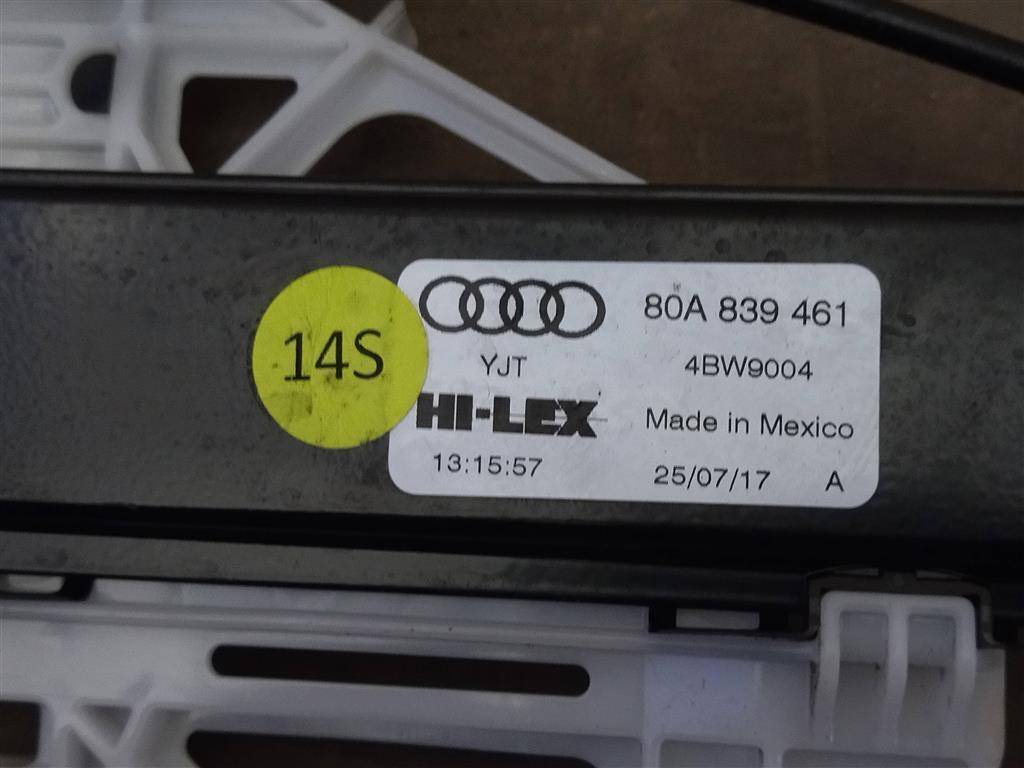 14S
80A 839 461
YJT 4BW9004
HI-LEX Made in Mexico
13:15:57 25/07/17 A